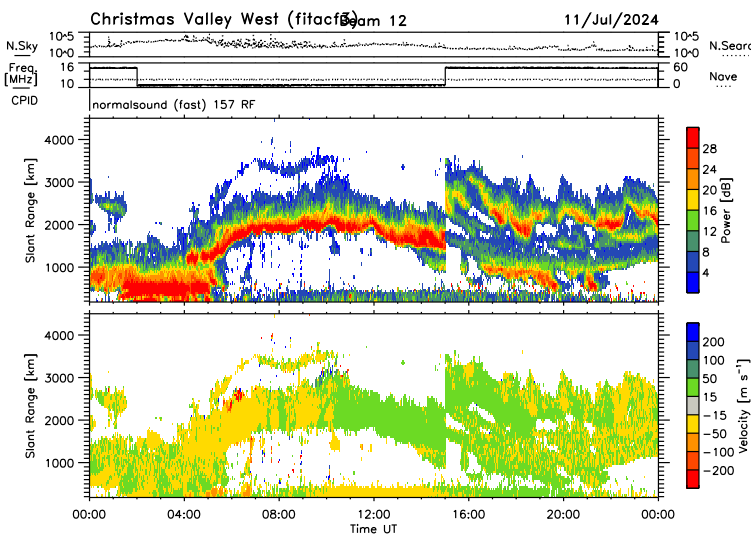 Christmas Valley West (fitacf3) Beam 12 11/Jul/2024
N.Sky 10^5 10^0 10^5 10^0 N.Sear
Freq. [MHz] 16 10 60 0 Nave
CPID normalsound (fast) 157 RF
Slant Range [km] 4000 3000 2000 1000
Power [dB] 28 24 20 16 12 8 4
Slant Range [km] 4000 3000 2000 1000
Velocity [m s⁻¹] 200 100 50 15 −15 −50 −100 −200
00:00 04:00 08:00 12:00 16:00 20:00 00:00
Time UT